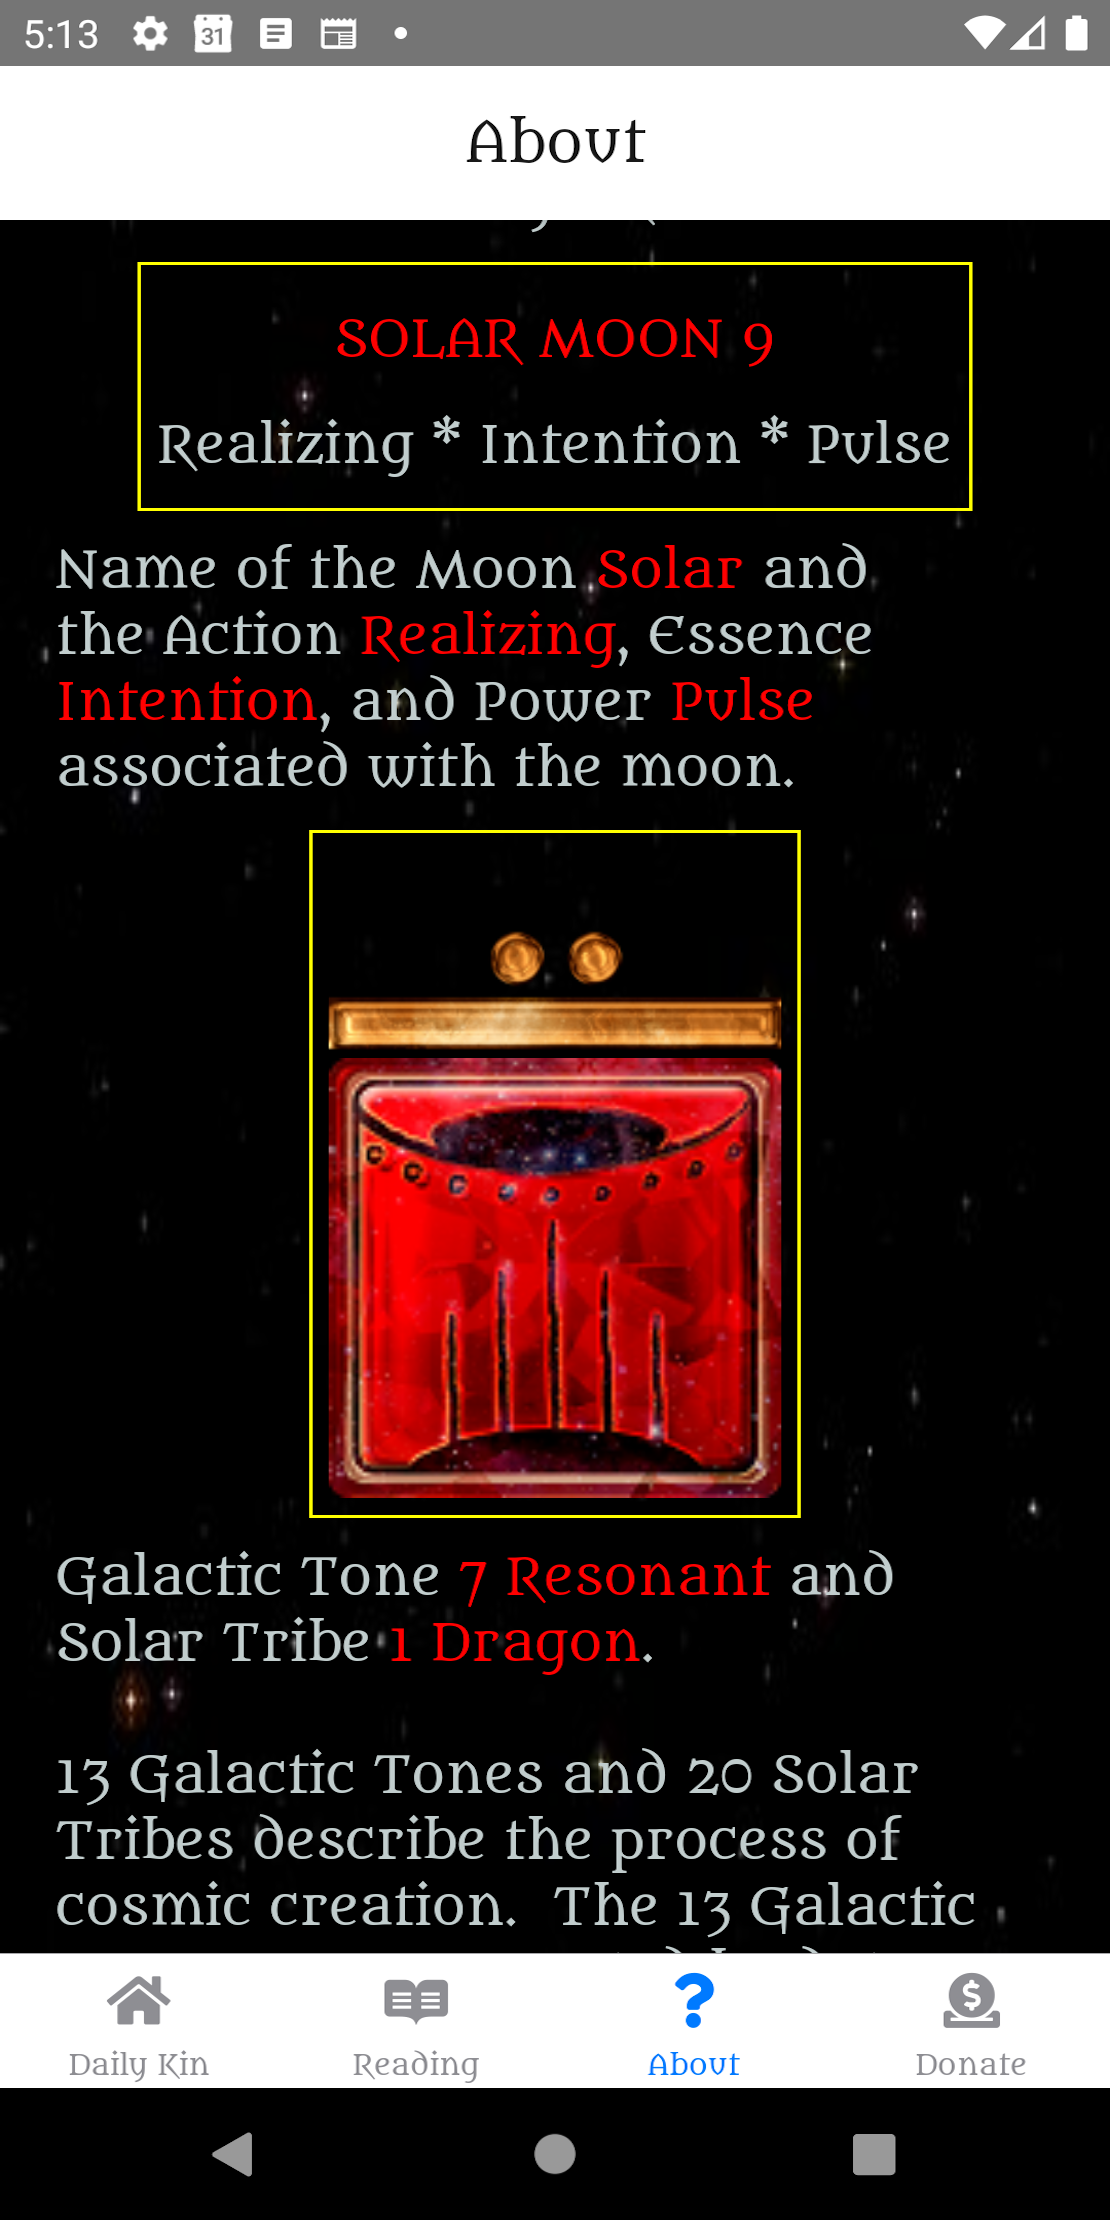 5:13
31
About
SOLAR MOON 9
Realizing * Intention * Pulse
Name of the Moon Solar and
the Action Realizing, Essence
Intention, and Power Pulse
associated with the moon.
Galactic Tone 7 Resonant and
Solar Tribe 1 Dragon.
13 Galactic Tones and 20 Solar
Tribes describe the process of
cosmic creation.  The 13 Galactic
Daily Kin
Reading
About
Donate